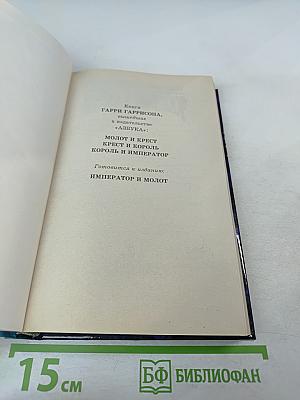 Книги
ГАРРИ ГАРРИСОНА,
вышедшие
в издательстве
«АЗБУКА»:
МОЛОТ И КРЕСТ
КРЕСТ И КОРОЛЬ
КОРОЛЬ И ИМПЕРАТОР
Готовится к изданию:
ИМПЕРАТОР И МОЛОТ
15 см
БФ БИБЛИОФАН